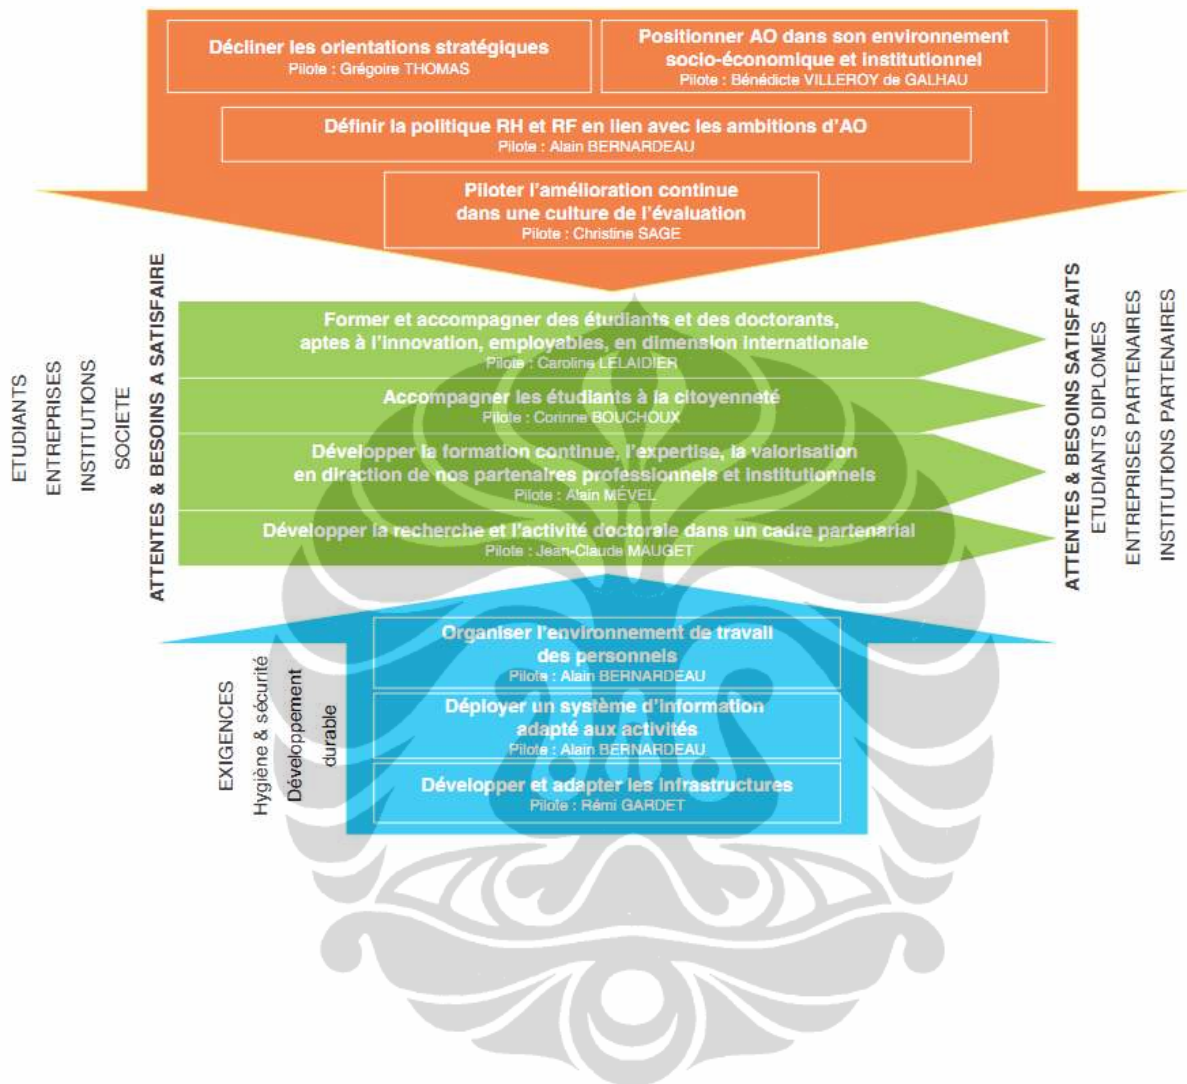 Décliner les orientations stratégiques
Pilote : Grégoire THOMAS
Positionner AO dans son environnement
socio-économique et institutionnel
Pilote : Bénédicte VILLEROY de GALHAU
Définir la politique RH et RF en lien avec les ambitions d'AO
Pilote : Alain BERNARDEAU
Piloter l'amélioration continue
dans une culture de l'évaluation
Pilote : Christine SAGE
ETUDIANTS
ENTREPRISES
INSTITUTIONS
SOCIETE
ATTENTES & BESOINS A SATISFAIRE
Former et accompagner des étudiants et des doctorants,
aptes à l'innovation, employables, en dimension internationale
Pilote : Caroline LELAIDIER
Accompagner les étudiants à la citoyenneté
Pilote : Corinne BOUCHOUX
Développer la formation continue, l'expertise, la valorisation
en direction de nos partenaires professionnels et institutionnels
Pilote : Alain MÉVEL
Développer la recherche et l'activité doctorale dans un cadre partenarial
Pilote : Jean-Claude MAUGET
ATTENTES & BESOINS SATISFAITS
ETUDIANTS DIPLOMES
ENTREPRISES PARTENAIRES
INSTITUTIONS PARTENAIRES
EXIGENCES
Hygiène & sécurité
Développement
durable
Organiser l'environnement de travail
des personnels
Pilote : Alain BERNARDEAU
Déployer un système d'information
adapté aux activités
Pilote : Alain BERNARDEAU
Développer et adapter les infrastructures
Pilote : Rémi GARDET